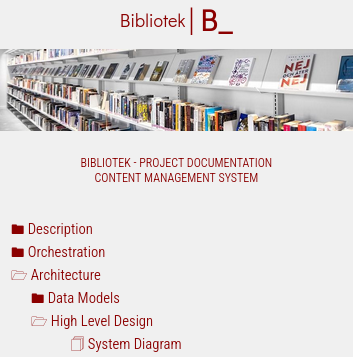 Bibliotek | B_
NEJ
BIBLIOTEK - PROJECT DOCUMENTATION
CONTENT MANAGEMENT SYSTEM
Description
Orchestration
Architecture
Data Models
High Level Design
System Diagram